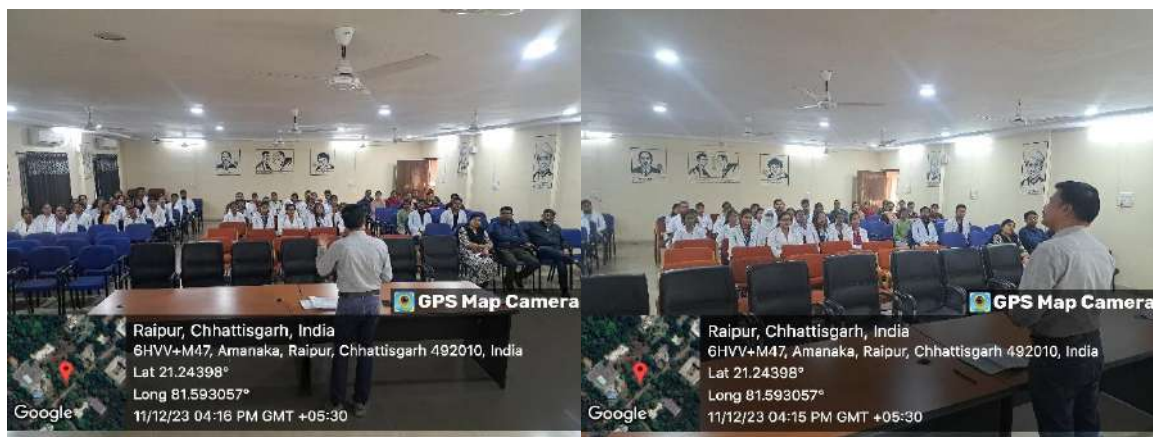 GPS Map Camera
Raipur, Chhattisgarh, India
6HVV+M47, Amanaka, Raipur, Chhattisgarh 492010, India
Lat 21.24398°
Long 81.593057°
11/12/23 04:16 PM GMT +05:30
Google
GPS Map Camera
Raipur, Chhattisgarh, India
6HVV+M47, Amanaka, Raipur, Chhattisgarh 492010, India
Lat 21.24398°
Long 81.593057°
11/12/23 04:15 PM GMT +05:30
Google